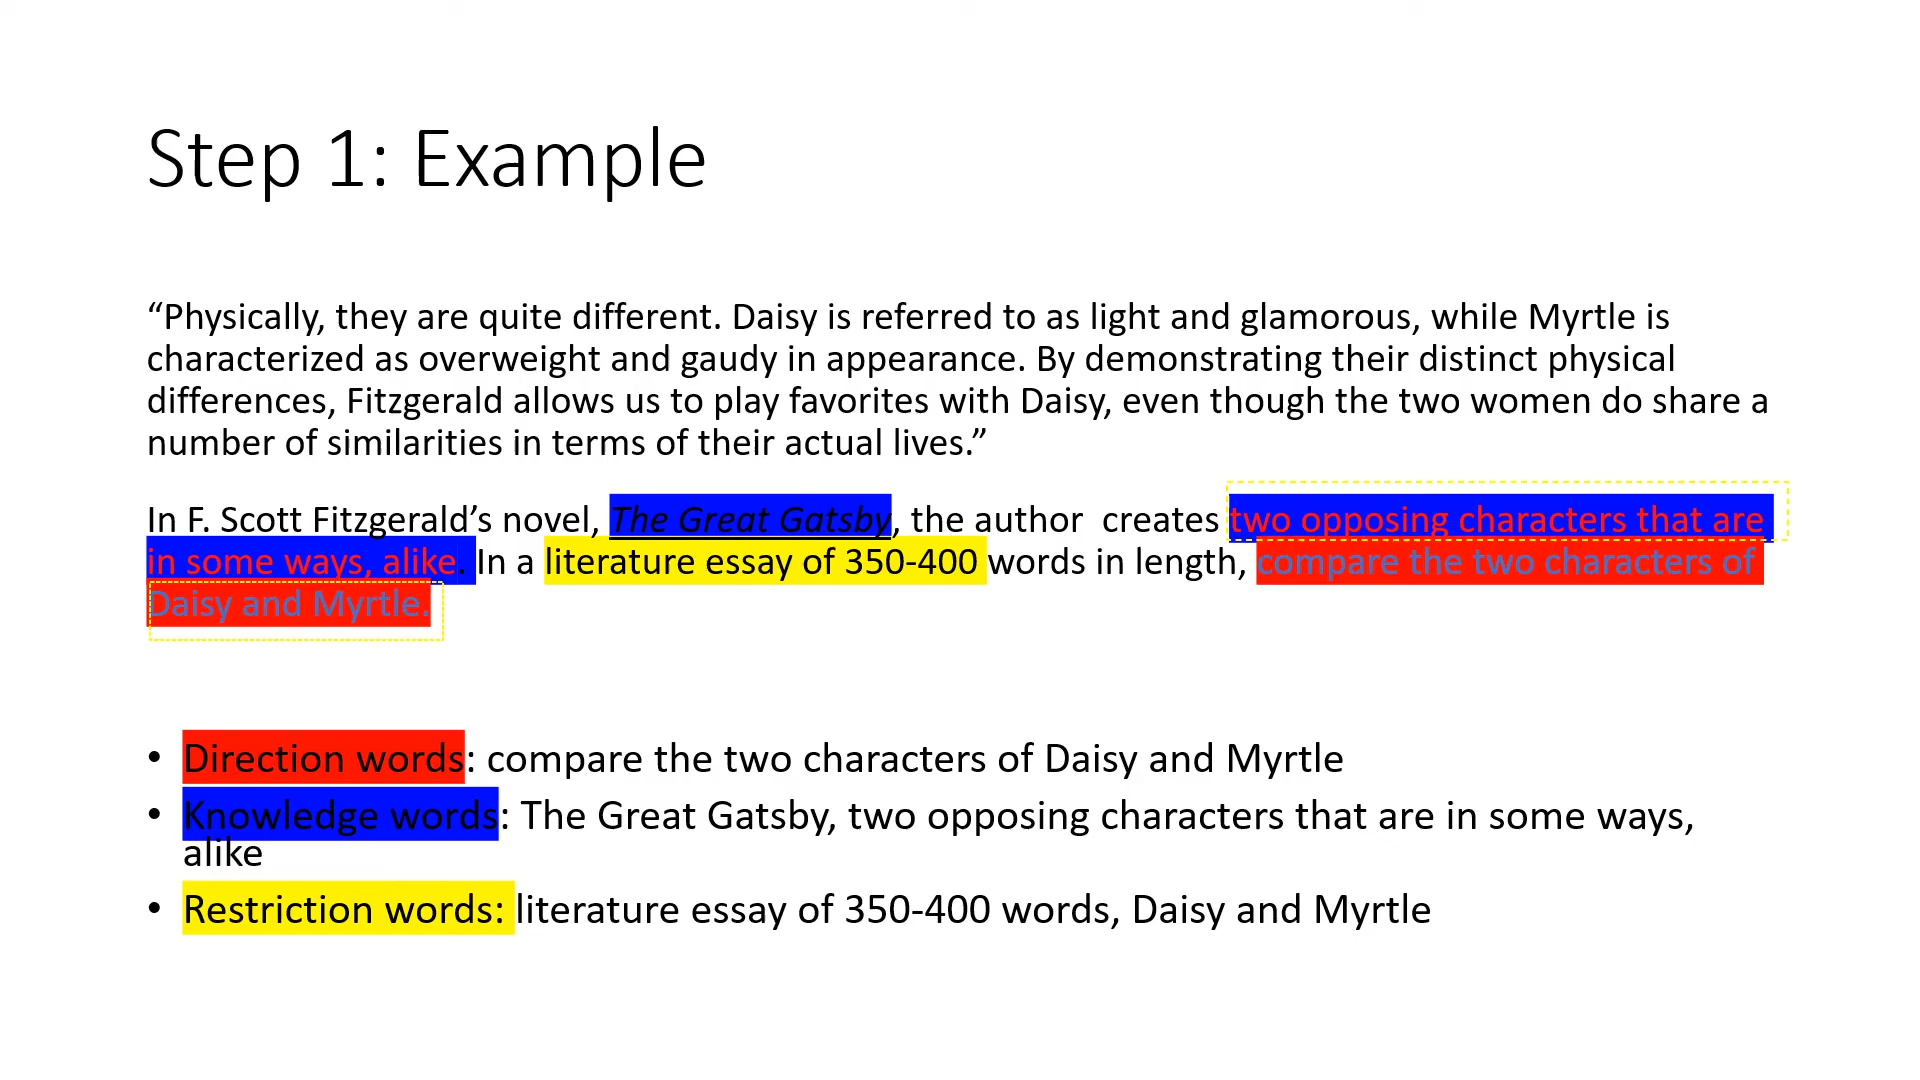 Step 1: Example
“Physically, they are quite different. Daisy is referred to as light and glamorous, while Myrtle is
characterized as overweight and gaudy in appearance. By demonstrating their distinct physical
differences, Fitzgerald allows us to play favorites with Daisy, even though the two women do share a
number of similarities in terms of their actual lives.”
In F. Scott Fitzgerald’s novel, The Great Gatsby, the author  creates two opposing characters that are
in some ways, alike. In a literature essay of 350-400 words in length, compare the two characters of
Daisy and Myrtle.
• Direction words: compare the two characters of Daisy and Myrtle
• Knowledge words: The Great Gatsby, two opposing characters that are in some ways,
alike
• Restriction words: literature essay of 350-400 words, Daisy and Myrtle